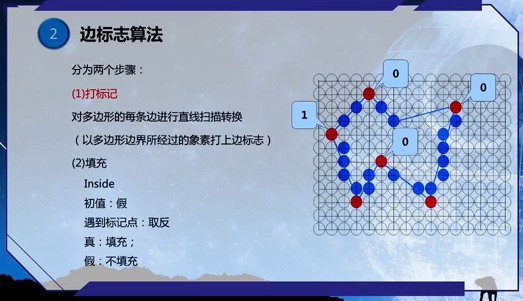 2 边标志算法
分为两个步骤：
(1)打标记
对多边形的每条边进行直线扫描转换
（以多边形边界所经过的象素打上边标志）
(2)填充
Inside
初值：假
遇到标记点：取反
真：填充；
假：不填充
0
0
1
0